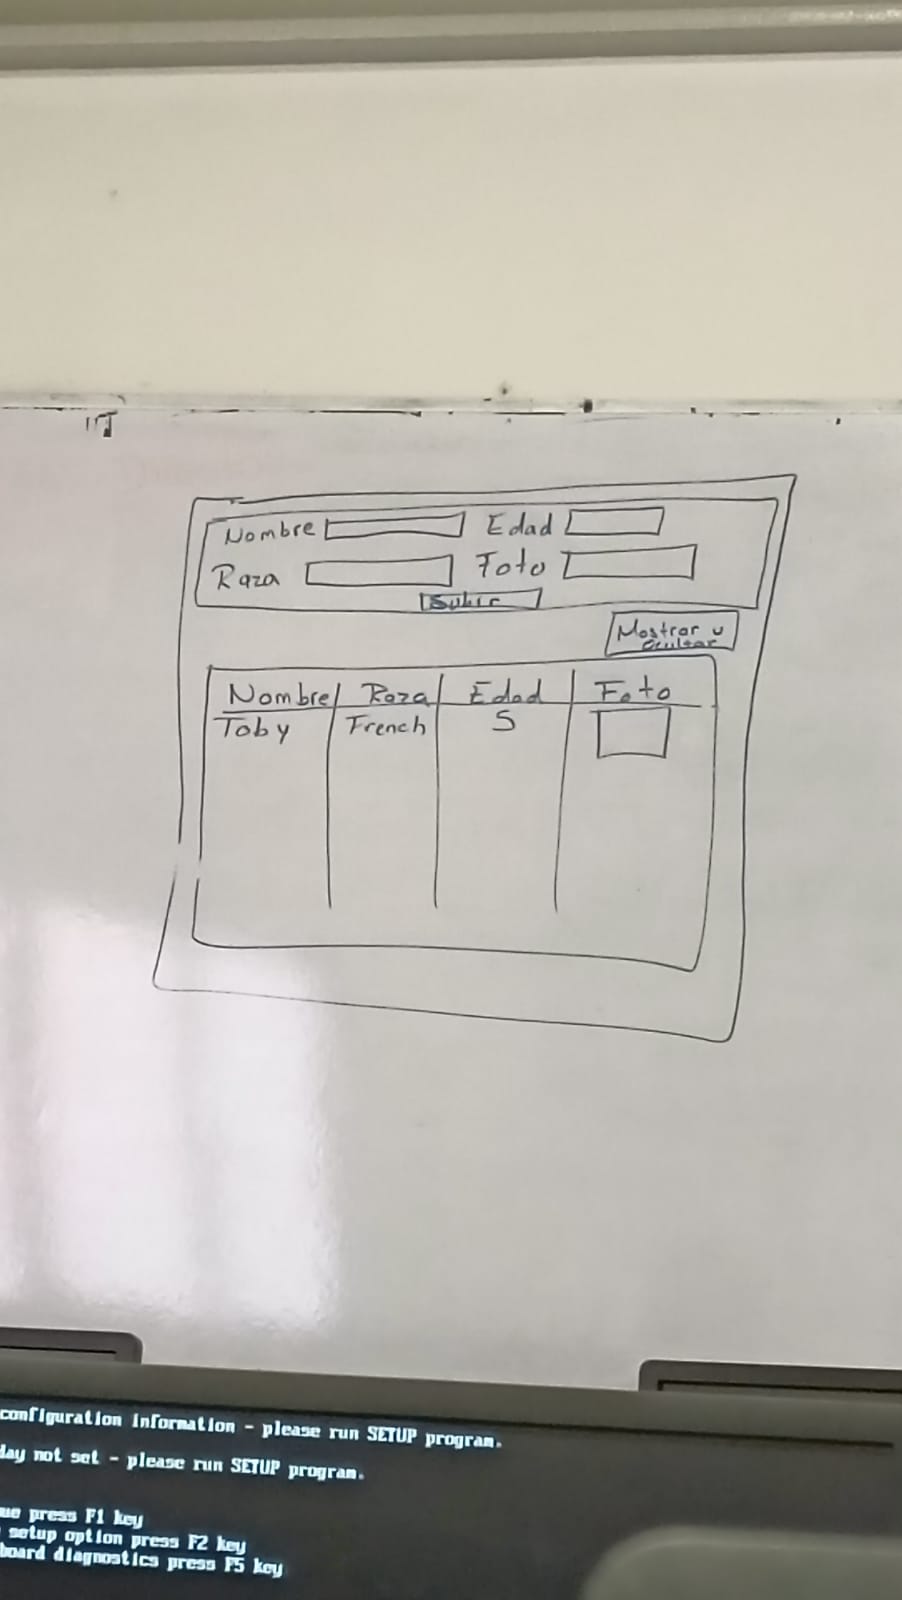 Nombre Edad
Raza Foto
Subir
Mostrar u
ocultar
Nombre Raza Edad Foto
Toby French 5
configuration information - please run SETUP program.
day not set - please run SETUP program.
ue press F1 key
setup option press F2 key
board diagnostics press F5 key